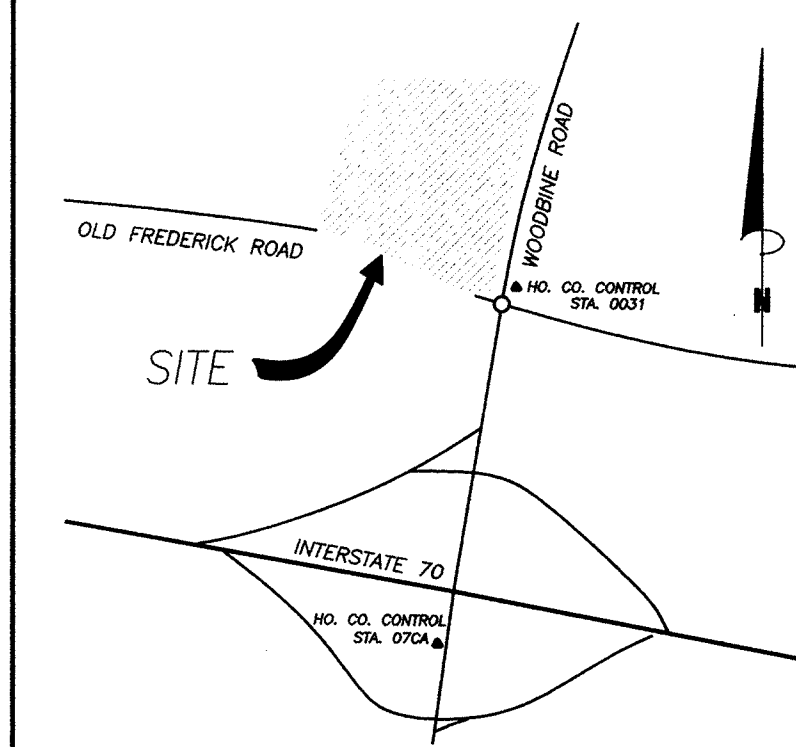 WOODBINE ROAD
OLD FREDERICK ROAD
HO. CO. CONTROL
STA. 0031
N
SITE
INTERSTATE 70
HO. CO. CONTROL
STA. 07CA